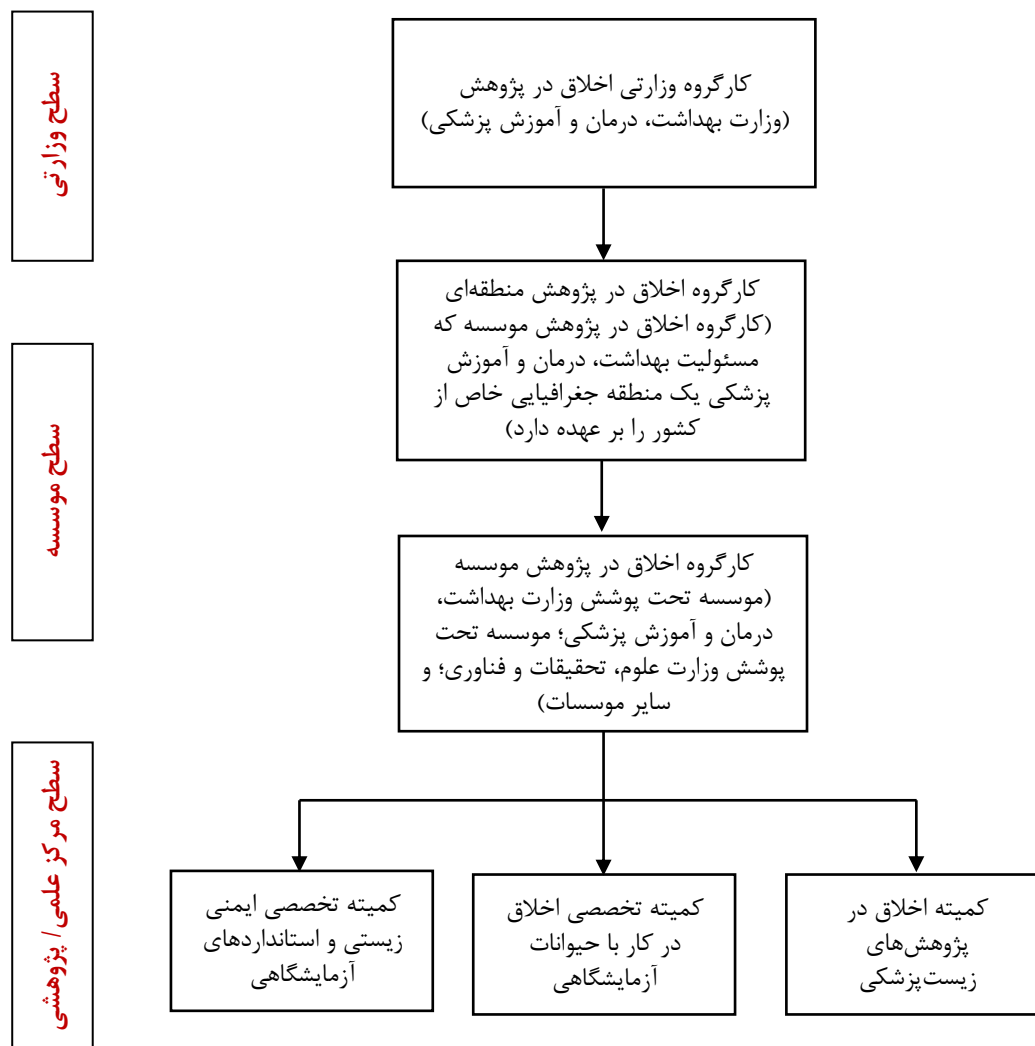 سطح وزارتی
کارگروه وزارتی اخلاق در پژوهش
(وزارت بهداشت، درمان و آموزش پزشکی)
سطح موسسه
کارگروه اخلاق در پژوهش منطقه‌ای
(کارگروه اخلاق در پژوهش موسسه که
مسئولیت بهداشت، درمان و آموزش
پزشکی یک منطقه جغرافیایی خاص از
کشور را بر عهده دارد)
کارگروه اخلاق در پژوهش موسسه
(موسسه تحت پوشش وزارت بهداشت،
درمان و آموزش پزشکی؛ موسسه تحت
پوشش وزارت علوم، تحقیقات و فناوری؛ و
سایر موسسات)
سطح مرکز علمی/ پژوهشی
کمیته اخلاق در
پژوهش‌های
زیست‌پزشکی
کمیته تخصصی اخلاق
در کار با حیوانات
آزمایشگاهی
کمیته تخصصی ایمنی
زیستی و استانداردهای
آزمایشگاهی